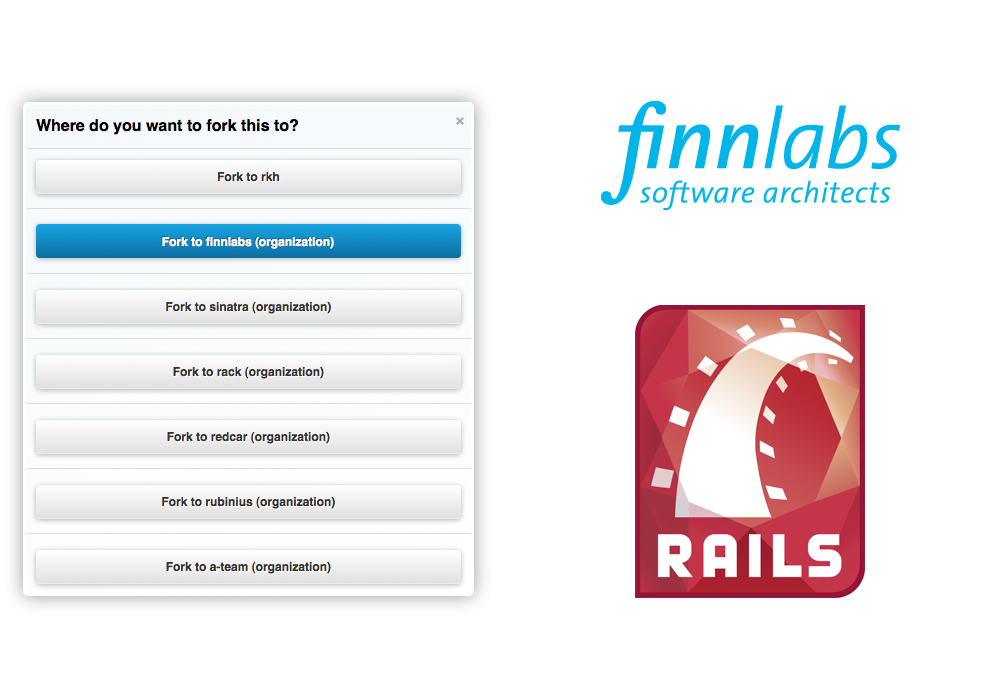 Where do you want to fork this to?
×
Fork to rkh
Fork to finnlabs (organization)
Fork to sinatra (organization)
Fork to rack (organization)
Fork to redcar (organization)
Fork to rubinius (organization)
Fork to a-team (organization)
finnlabs
software architects
RAILS